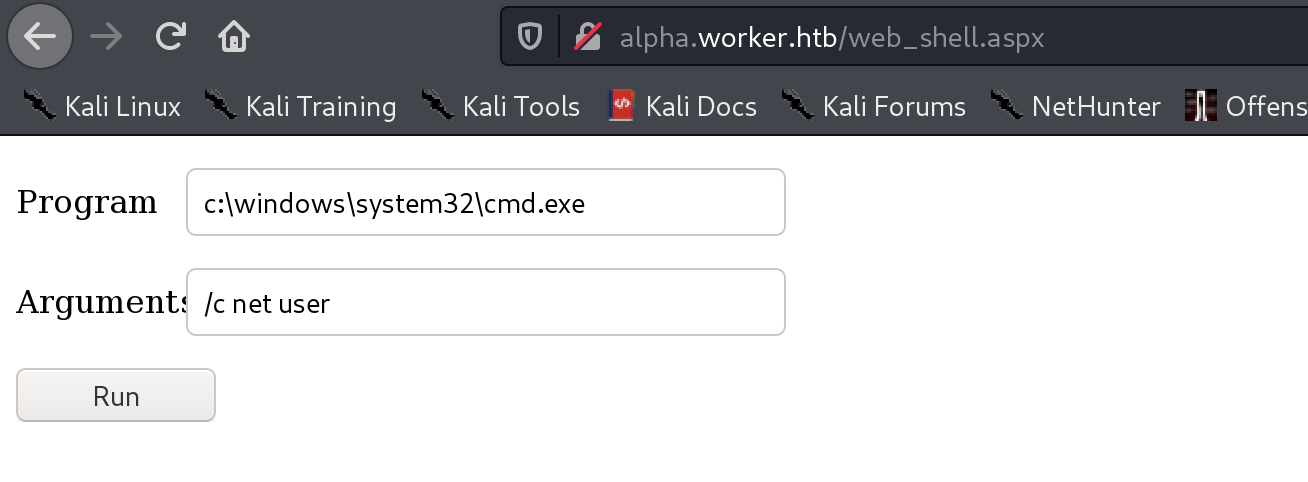 alpha.worker.htb/web_shell.aspx
Kali Linux Kali Training Kali Tools Kali Docs Kali Forums NetHunter Offens
Program c:\windows\system32\cmd.exe
Arguments /c net user
Run